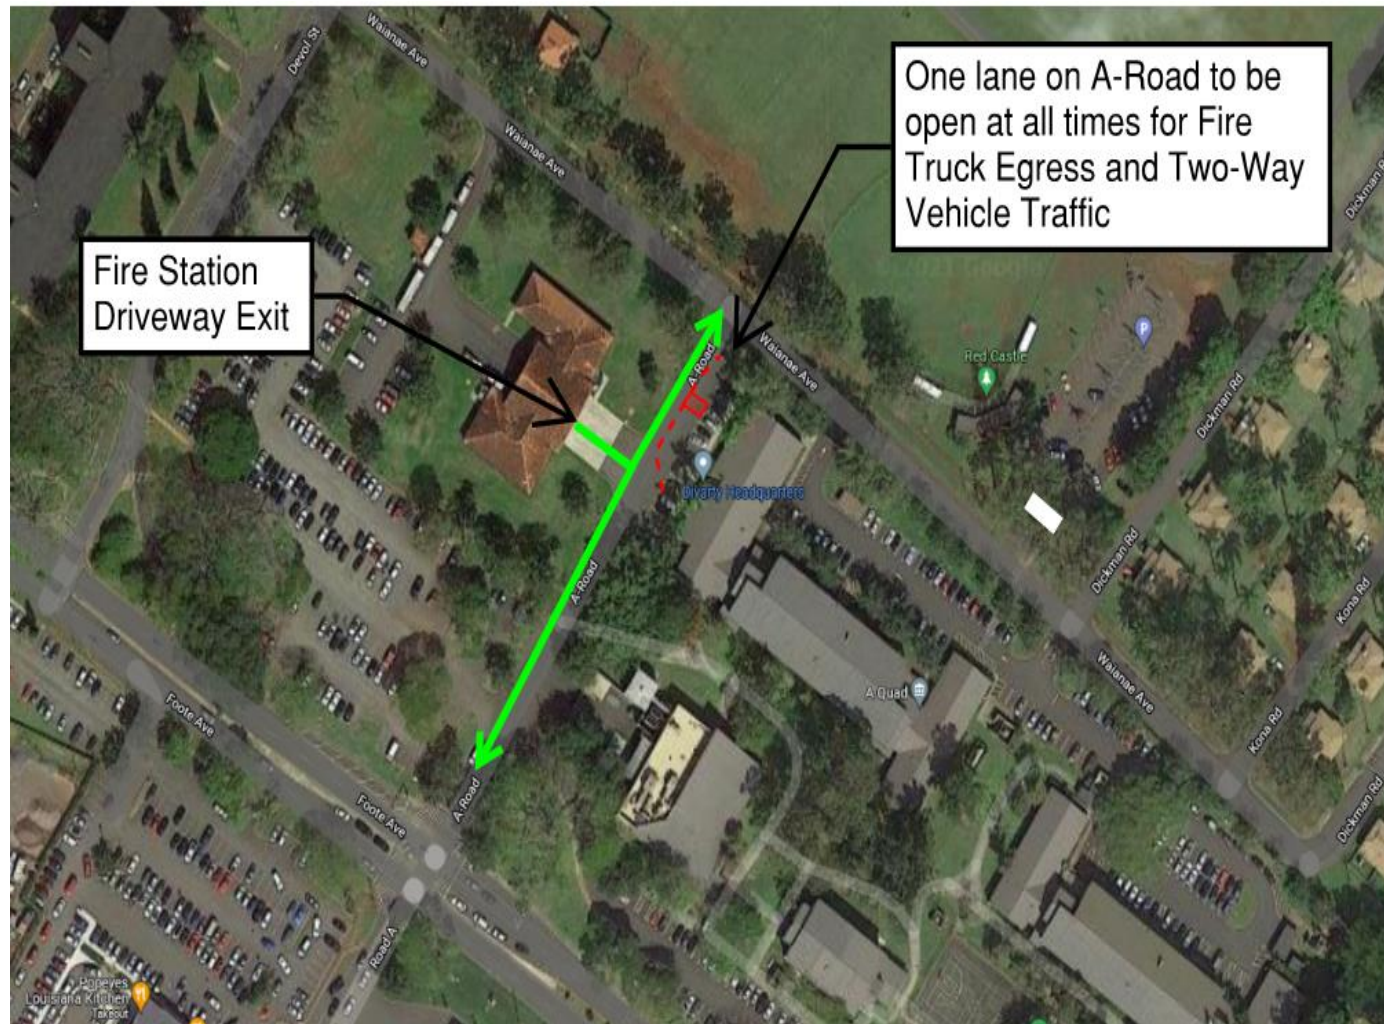 Devol St
Waianae Ave
Waianae Ave
One lane on A-Road to be
open at all times for Fire
Truck Egress and Two-Way
Vehicle Traffic
Dickman Rd
Fire Station
Driveway Exit
A-Road
Waianae Ave
P
Red Castle
Dickman Rd
Divarty Headquarters
Dickman Rd
Kona Rd
A-Road
A Quad
Waianae Ave
Kona Rd
Foote Ave
A-Road
Foote Ave
Dickman Rd
Road A
Popeyes
Louisiana Kitchen
Takeout